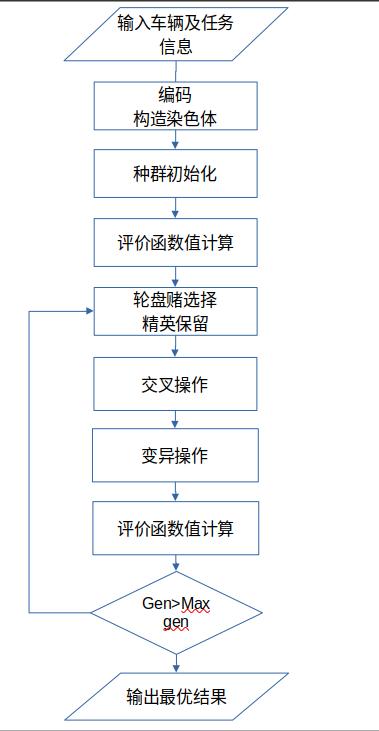 输入车辆及任务
信息
编码
构造染色体
种群初始化
评价函数值计算
轮盘赌选择
精英保留
交叉操作
变异操作
评价函数值计算
Gen>Max
gen
输出最优结果